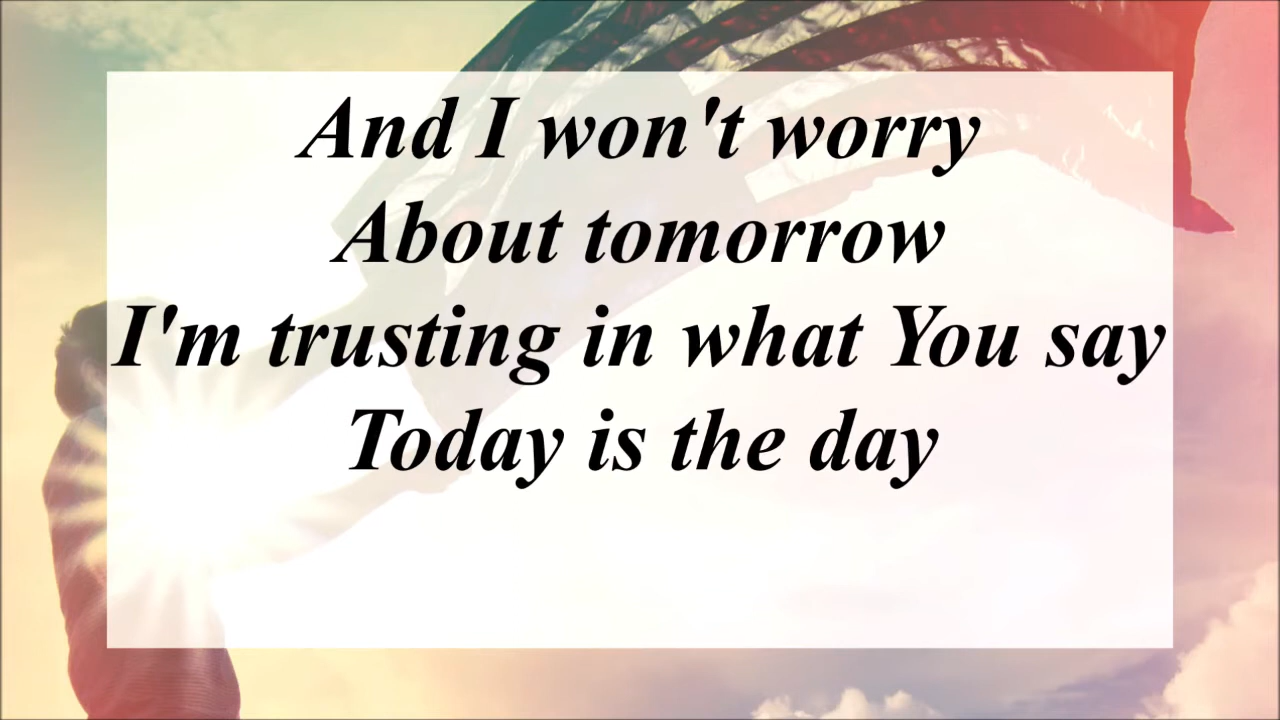 And I won't worry
About tomorrow
I'm trusting in what You say
Today is the day